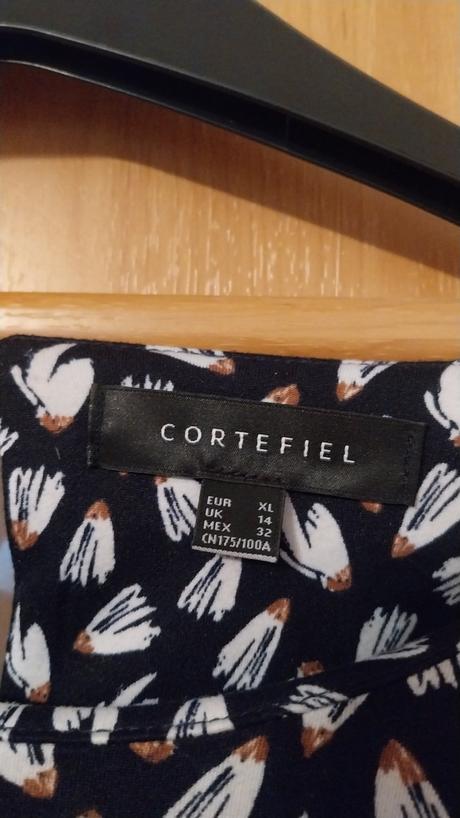 CORTEFIEL
EUR XL
UK 14
MEX 32
CN175/100A